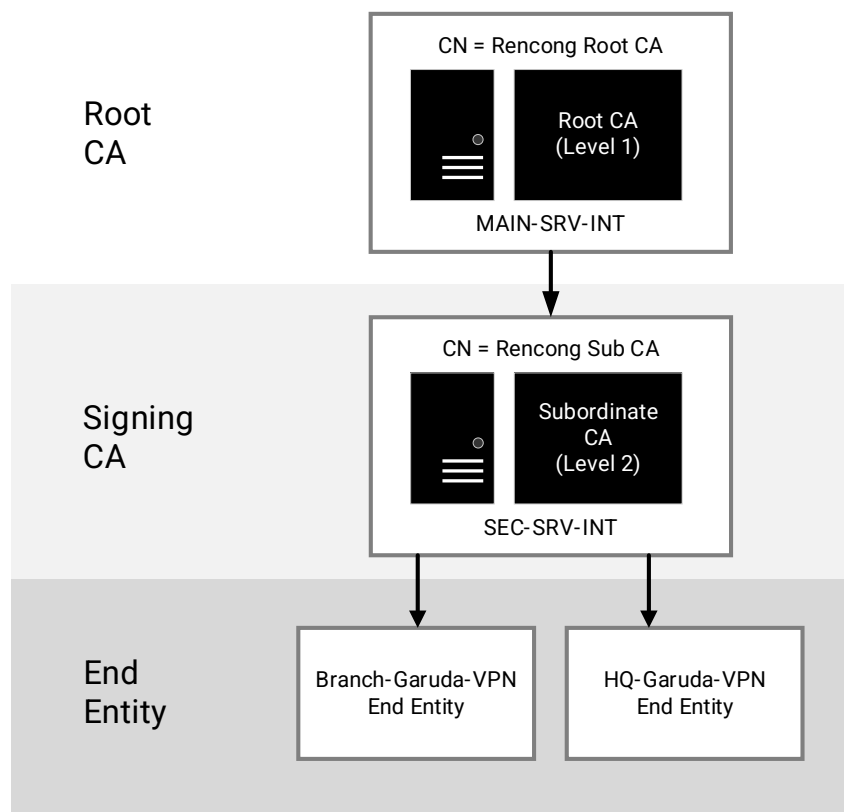 Root
CA
CN = Rencong Root CA
Root CA
(Level 1)
MAIN-SRV-INT
Signing
CA
CN = Rencong Sub CA
Subordinate
CA
(Level 2)
SEC-SRV-INT
End
Entity
Branch-Garuda-VPN
End Entity
HQ-Garuda-VPN
End Entity